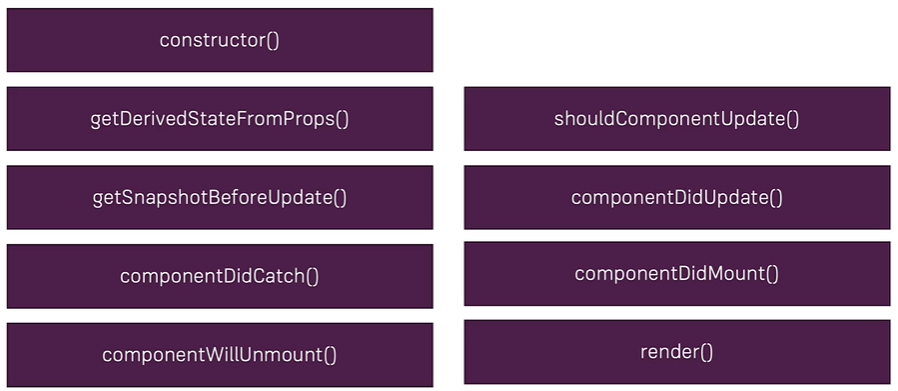 constructor()
getDerivedStateFromProps()
shouldComponentUpdate()
getSnapshotBeforeUpdate()
componentDidUpdate()
componentDidCatch()
componentDidMount()
componentWillUnmount()
render()